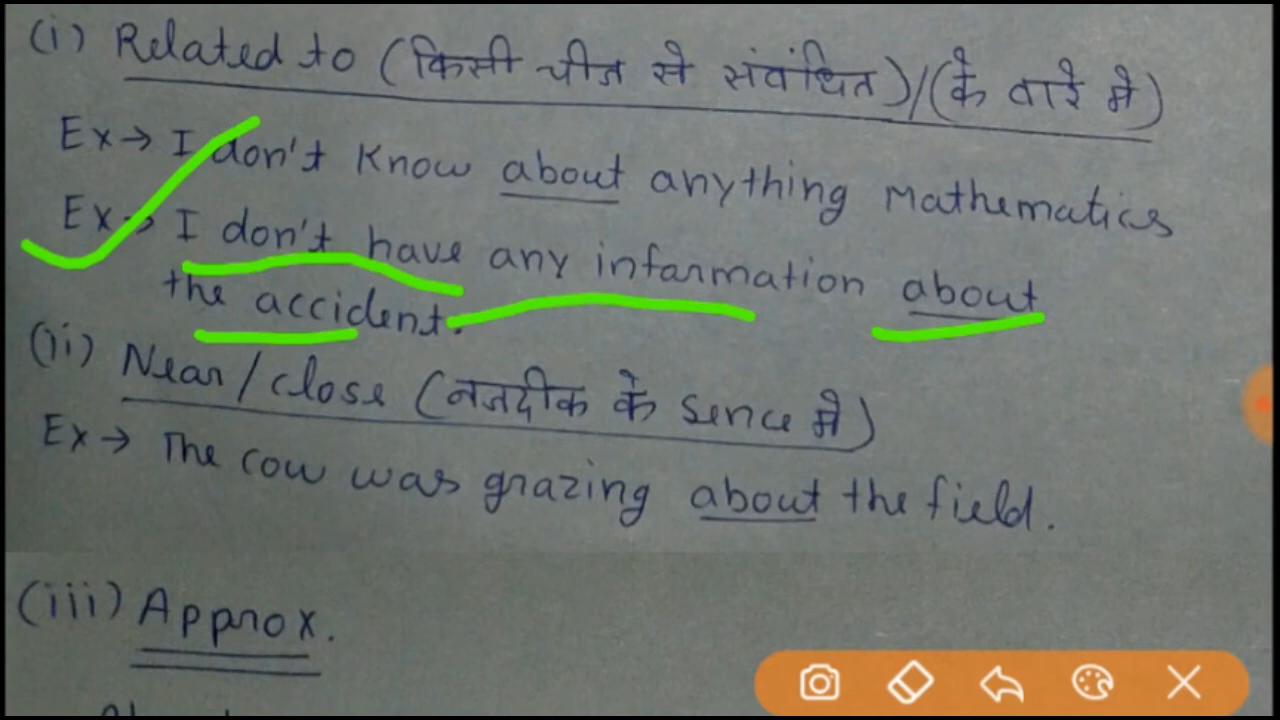 (i) Related to (किसी चीज से संबंधित)/(के बारे मे)
Ex→ I don't know about anything Mathematics
Ex→ I don't have any infarmation about
the accident.
(ii) Near/close (नजदीक के sence मे)
Ex→ The cow was grazing about the field.
(iii) Approx.